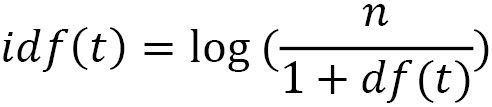 idf(t) = log (n / (1 + df(t)))